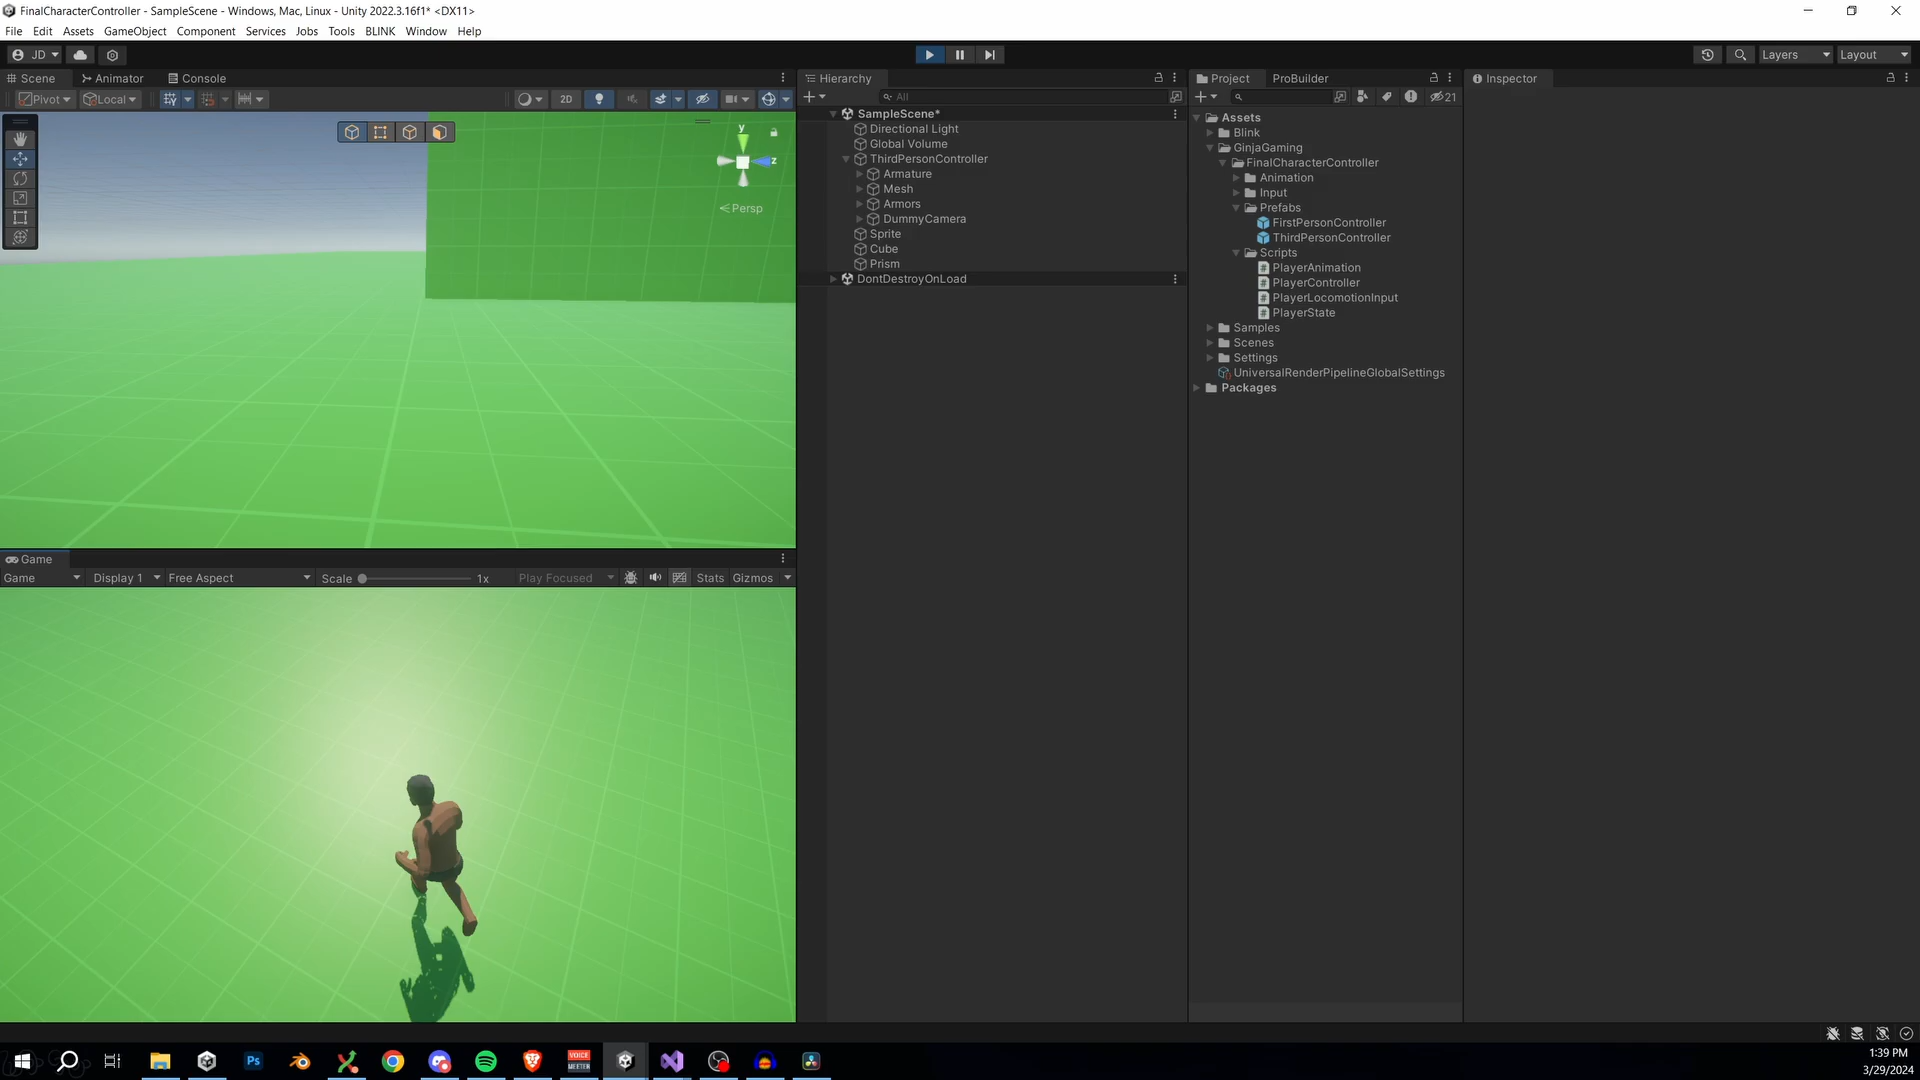 FinalCharacterController - SampleScene - Windows, Mac, Linux - Unity 2022.3.16f1* <DX11>
File Edit Assets GameObject Component Services Jobs Tools BLINK Window Help
JD Layers Layout
Scene Animator Console
Pivot Local 2D
y
z
Persp
Game
Game Display 1 Free Aspect Scale 1x Play Focused Stats Gizmos
Hierarchy
All
SampleScene*
Directional Light
Global Volume
ThirdPersonController
Armature
Mesh
Armors
DummyCamera
Sprite
Cube
Prism
DontDestroyOnLoad
Project ProBuilder
21
Assets
Blink
GinjaGaming
FinalCharacterController
Animation
Input
Prefabs
FirstPersonController
ThirdPersonController
Scripts
PlayerAnimation
PlayerController
PlayerLocomotionInput
PlayerState
Samples
Scenes
Settings
UniversalRenderPipelineGlobalSettings
Packages
Inspector
Ps
VOICE
MEETER
1:39 PM
3/29/2024